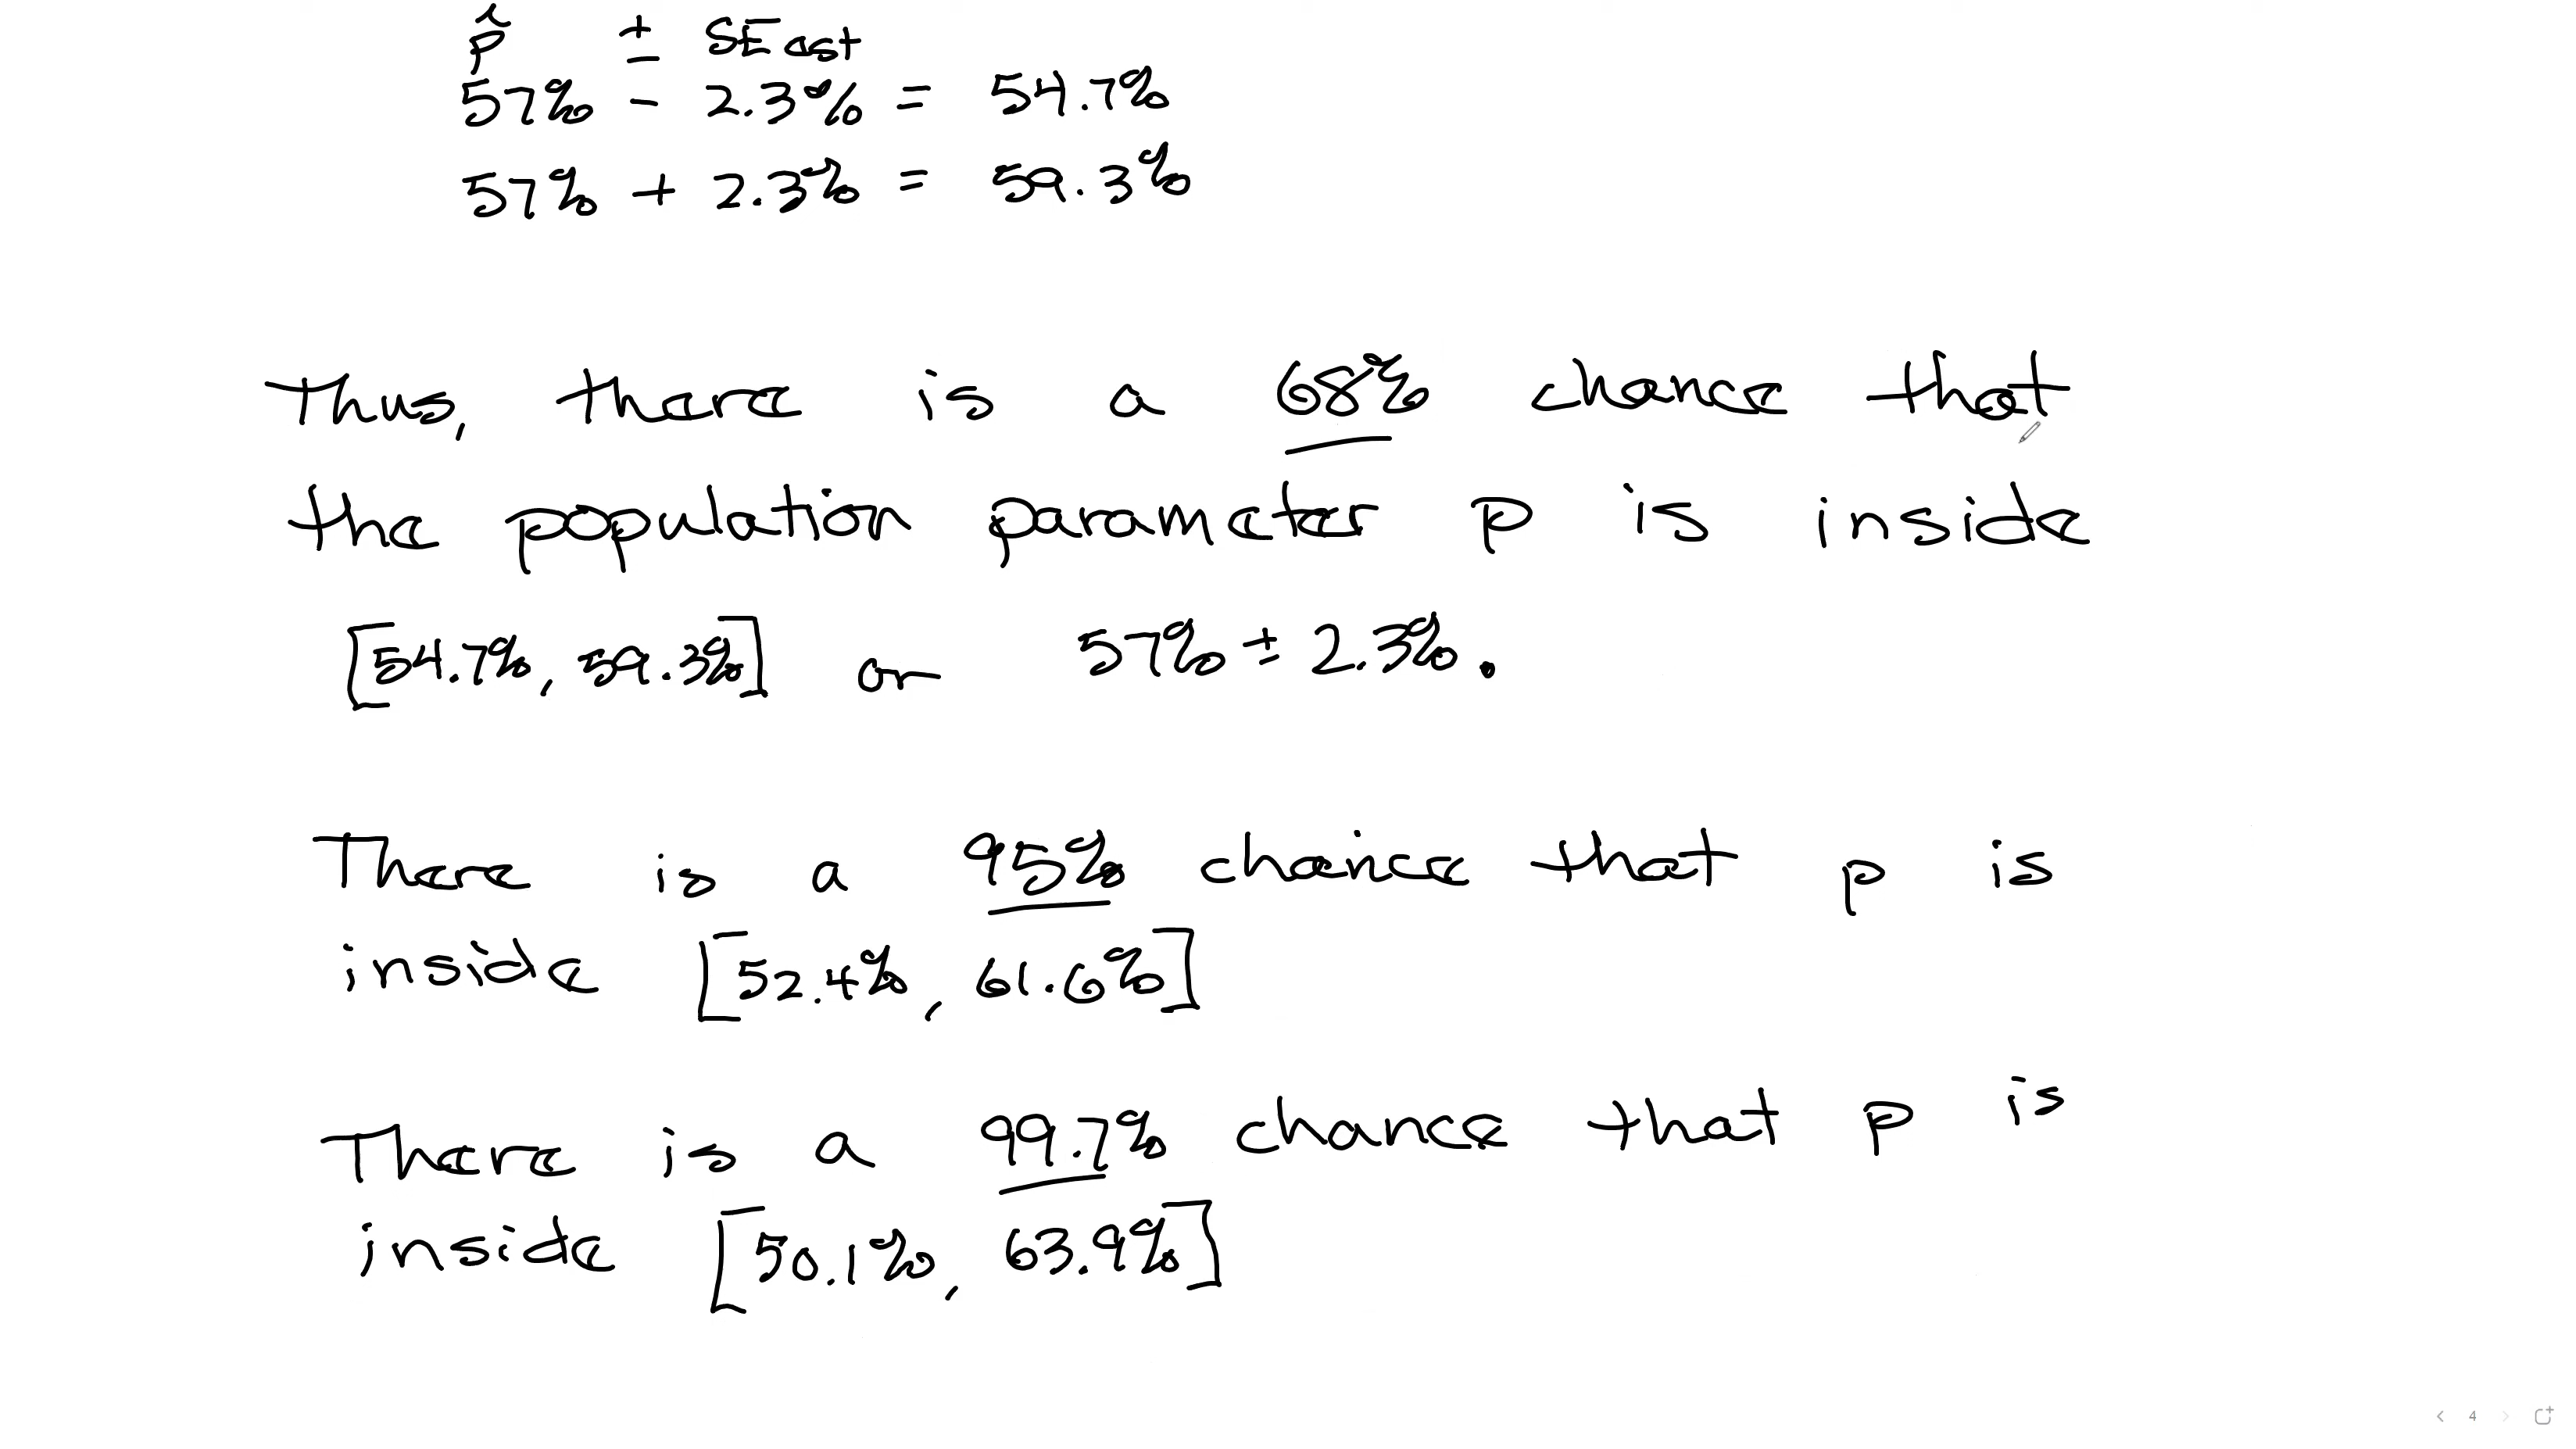 p̂ ± SEest
57% - 2.3% = 54.7%
57% + 2.3% = 59.3%
Thus, there is a 68% chance that
the population parameter p is inside
[54.7%, 59.3%] or 57% ± 2.3%.
There is a 95% chance that p is
inside [52.4%, 61.6%]
There is a 99.7% chance that p is
inside [50.1%, 63.9%]
4